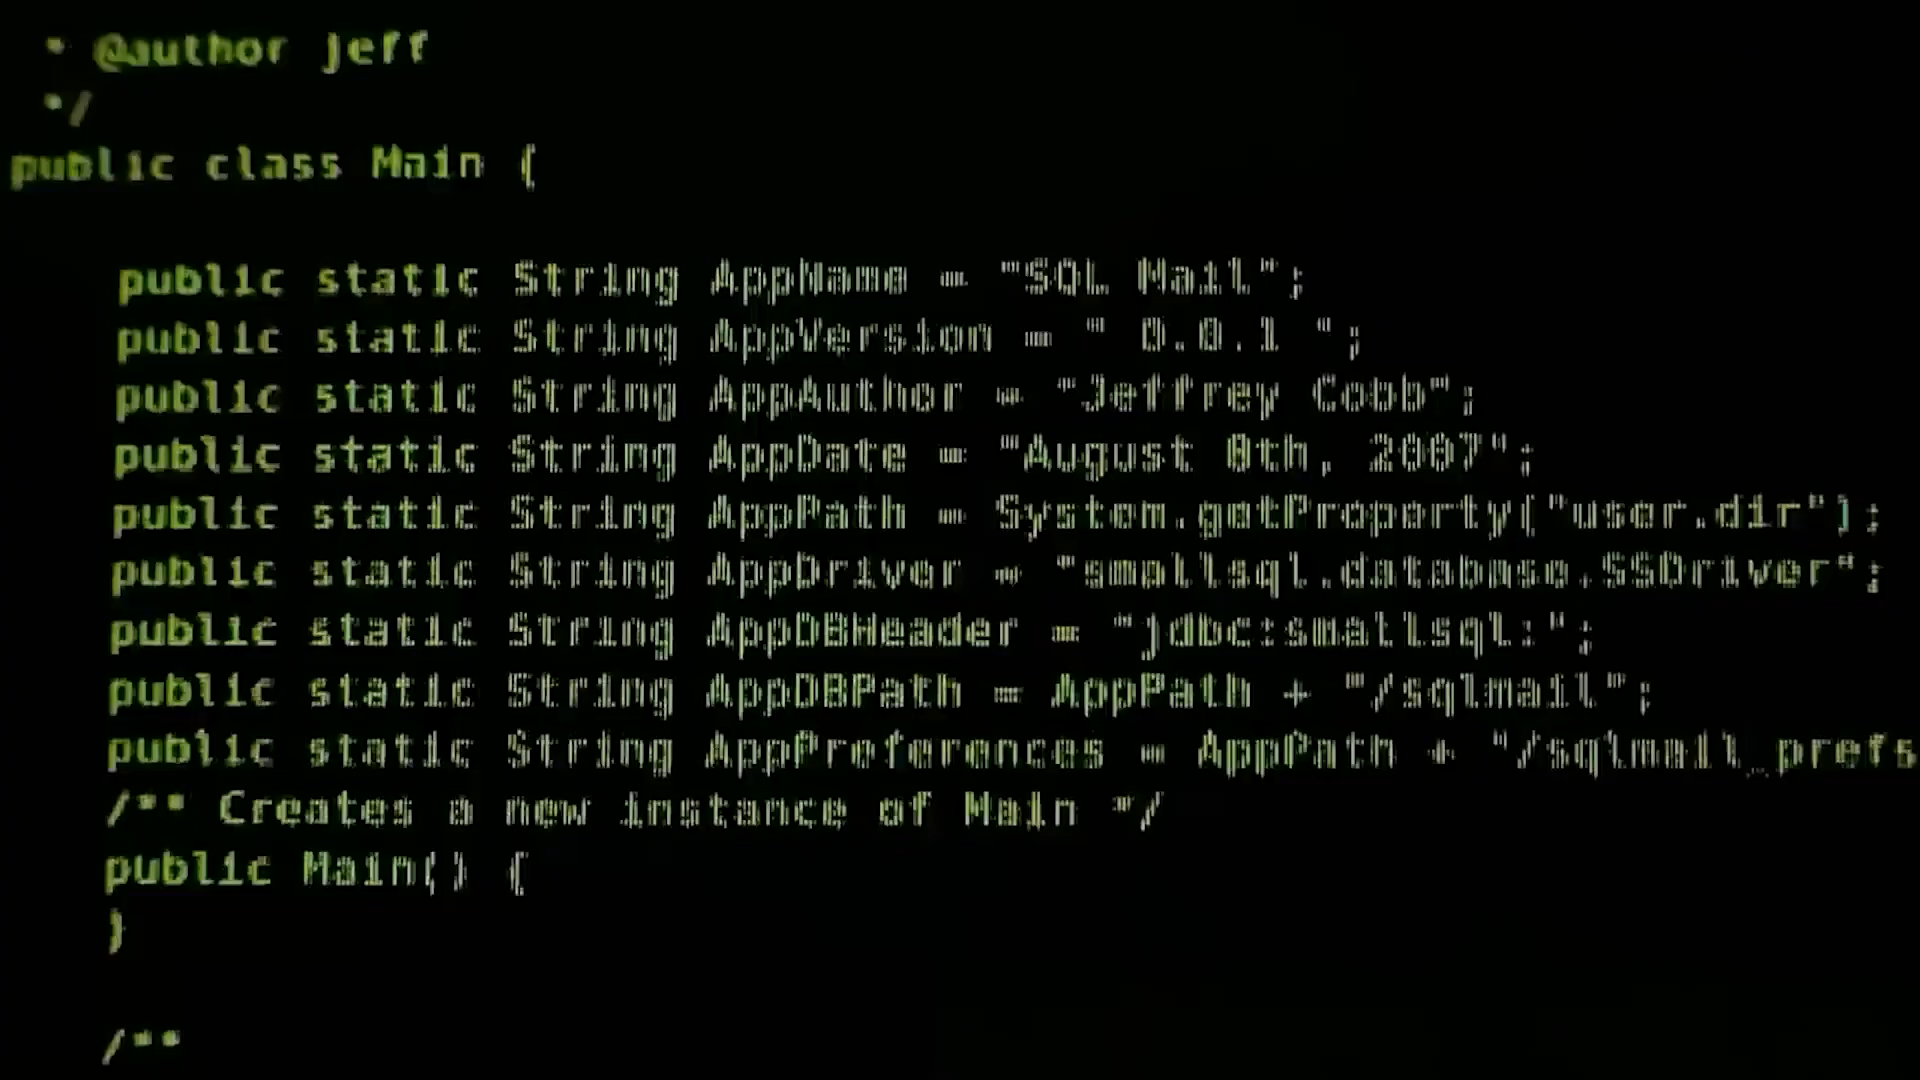 * @author jeff
*/
public class Main {
public static String AppName = "SQL Mail";
public static String AppVersion = " 0.0.1 ";
public static String AppAuthor = "Jeffrey Cobb";
public static String AppDate = "August 8th, 2007";
public static String AppPath = System.getProperty("user.dir");
public static String AppDriver = "smallsql.database.SSDriver";
public static String AppDBHeader = "jdbc:smallsql:";
public static String AppDBPath = AppPath + "/sqlmail";
public static String AppPreferences = AppPath + "/sqlmail_prefs
/** Creates a new instance of Main */
public Main() {
}
/**